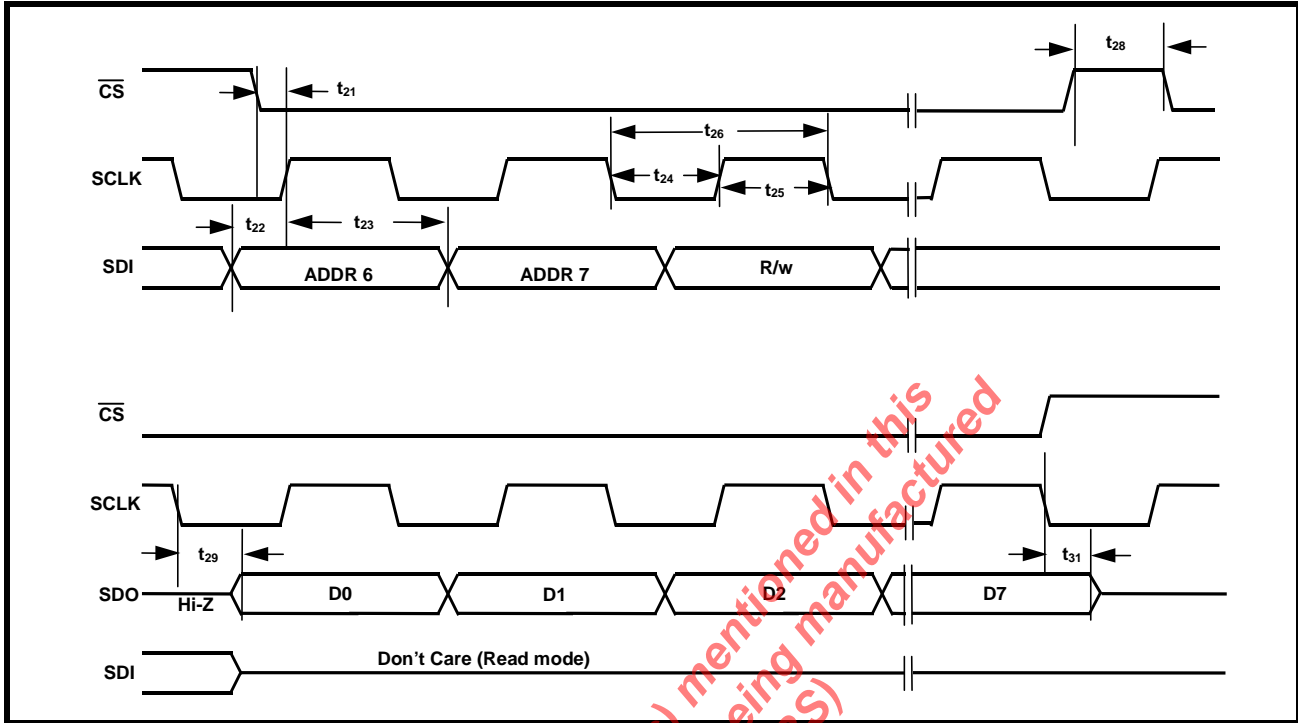 t28
CS
t21
t26
SCLK
t24
t25
t22
t23
SDI
ADDR 6
ADDR 7
R/w
CS
SCLK
t29
t31
SDO
Hi-Z
D0
D1
D2
D7
SDI
Don't Care (Read mode)
mentioned in this
being manufactured